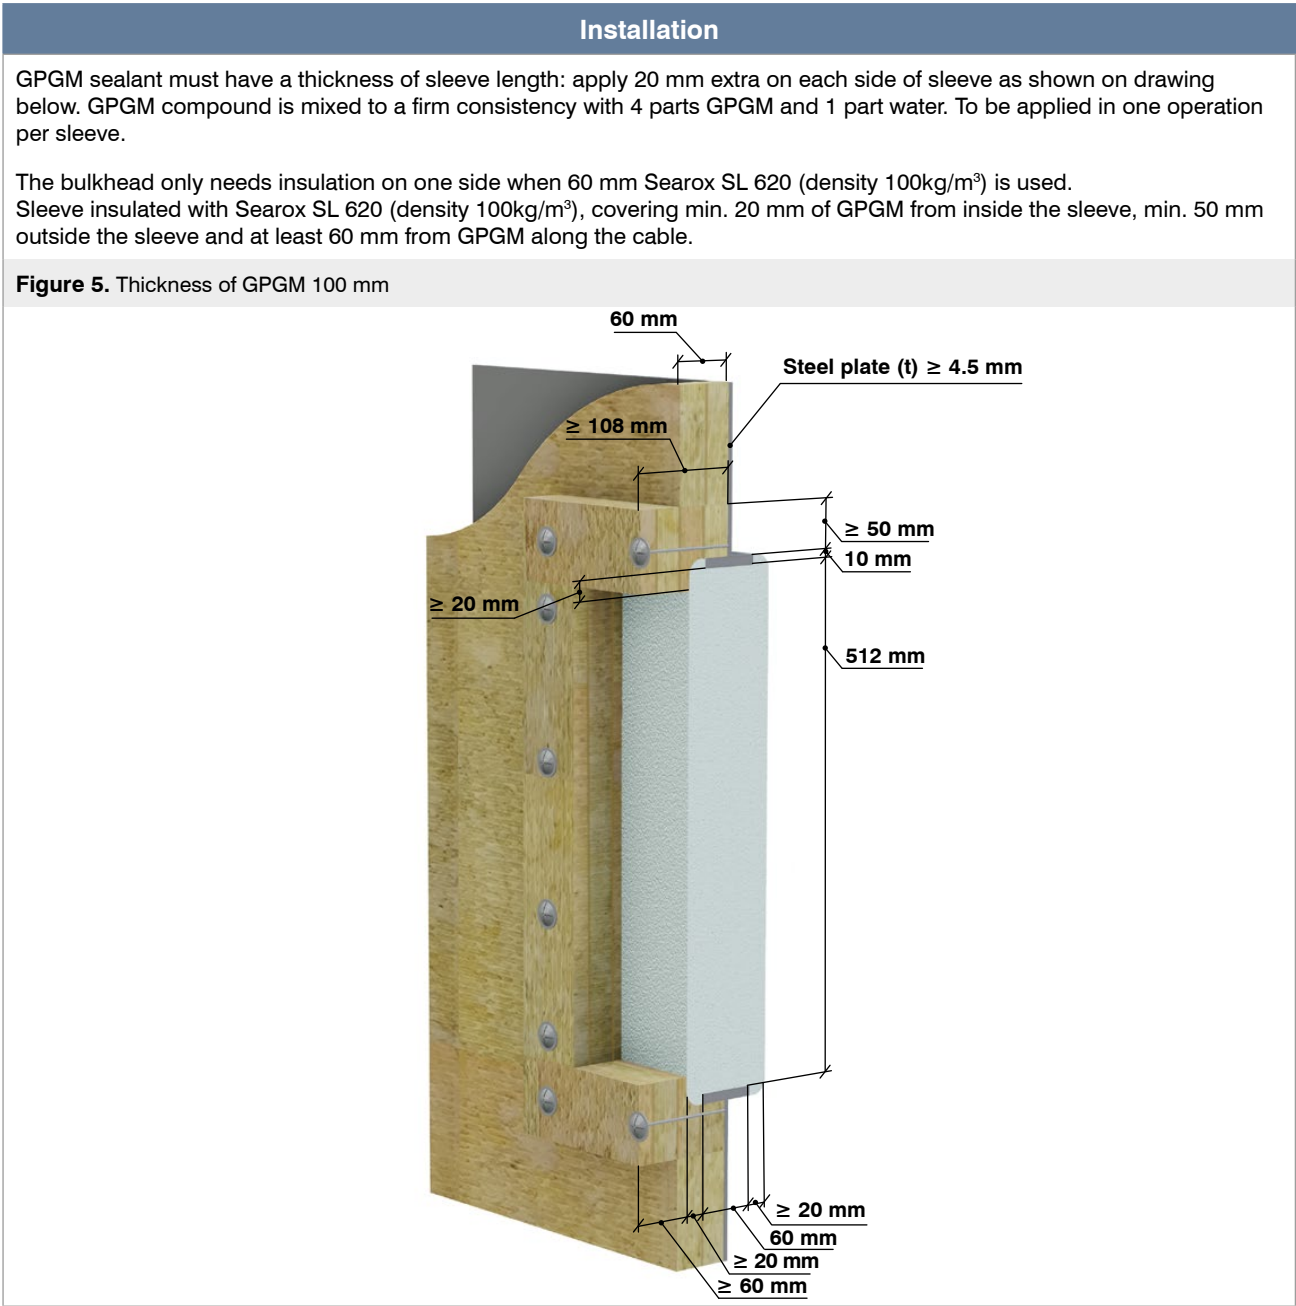 Installation
GPGM sealant must have a thickness of sleeve length: apply 20 mm extra on each side of sleeve as shown on drawing
below. GPGM compound is mixed to a firm consistency with 4 parts GPGM and 1 part water. To be applied in one operation
per sleeve.
The bulkhead only needs insulation on one side when 60 mm Searox SL 620 (density 100kg/m³) is used.
Sleeve insulated with Searox SL 620 (density 100kg/m³), covering min. 20 mm of GPGM from inside the sleeve, min. 50 mm
outside the sleeve and at least 60 mm from GPGM along the cable.
Figure 5. Thickness of GPGM 100 mm
60 mm
Steel plate (t) ≥ 4.5 mm
≥ 108 mm
≥ 50 mm
10 mm
≥ 20 mm
512 mm
≥ 20 mm
60 mm
≥ 20 mm
≥ 60 mm